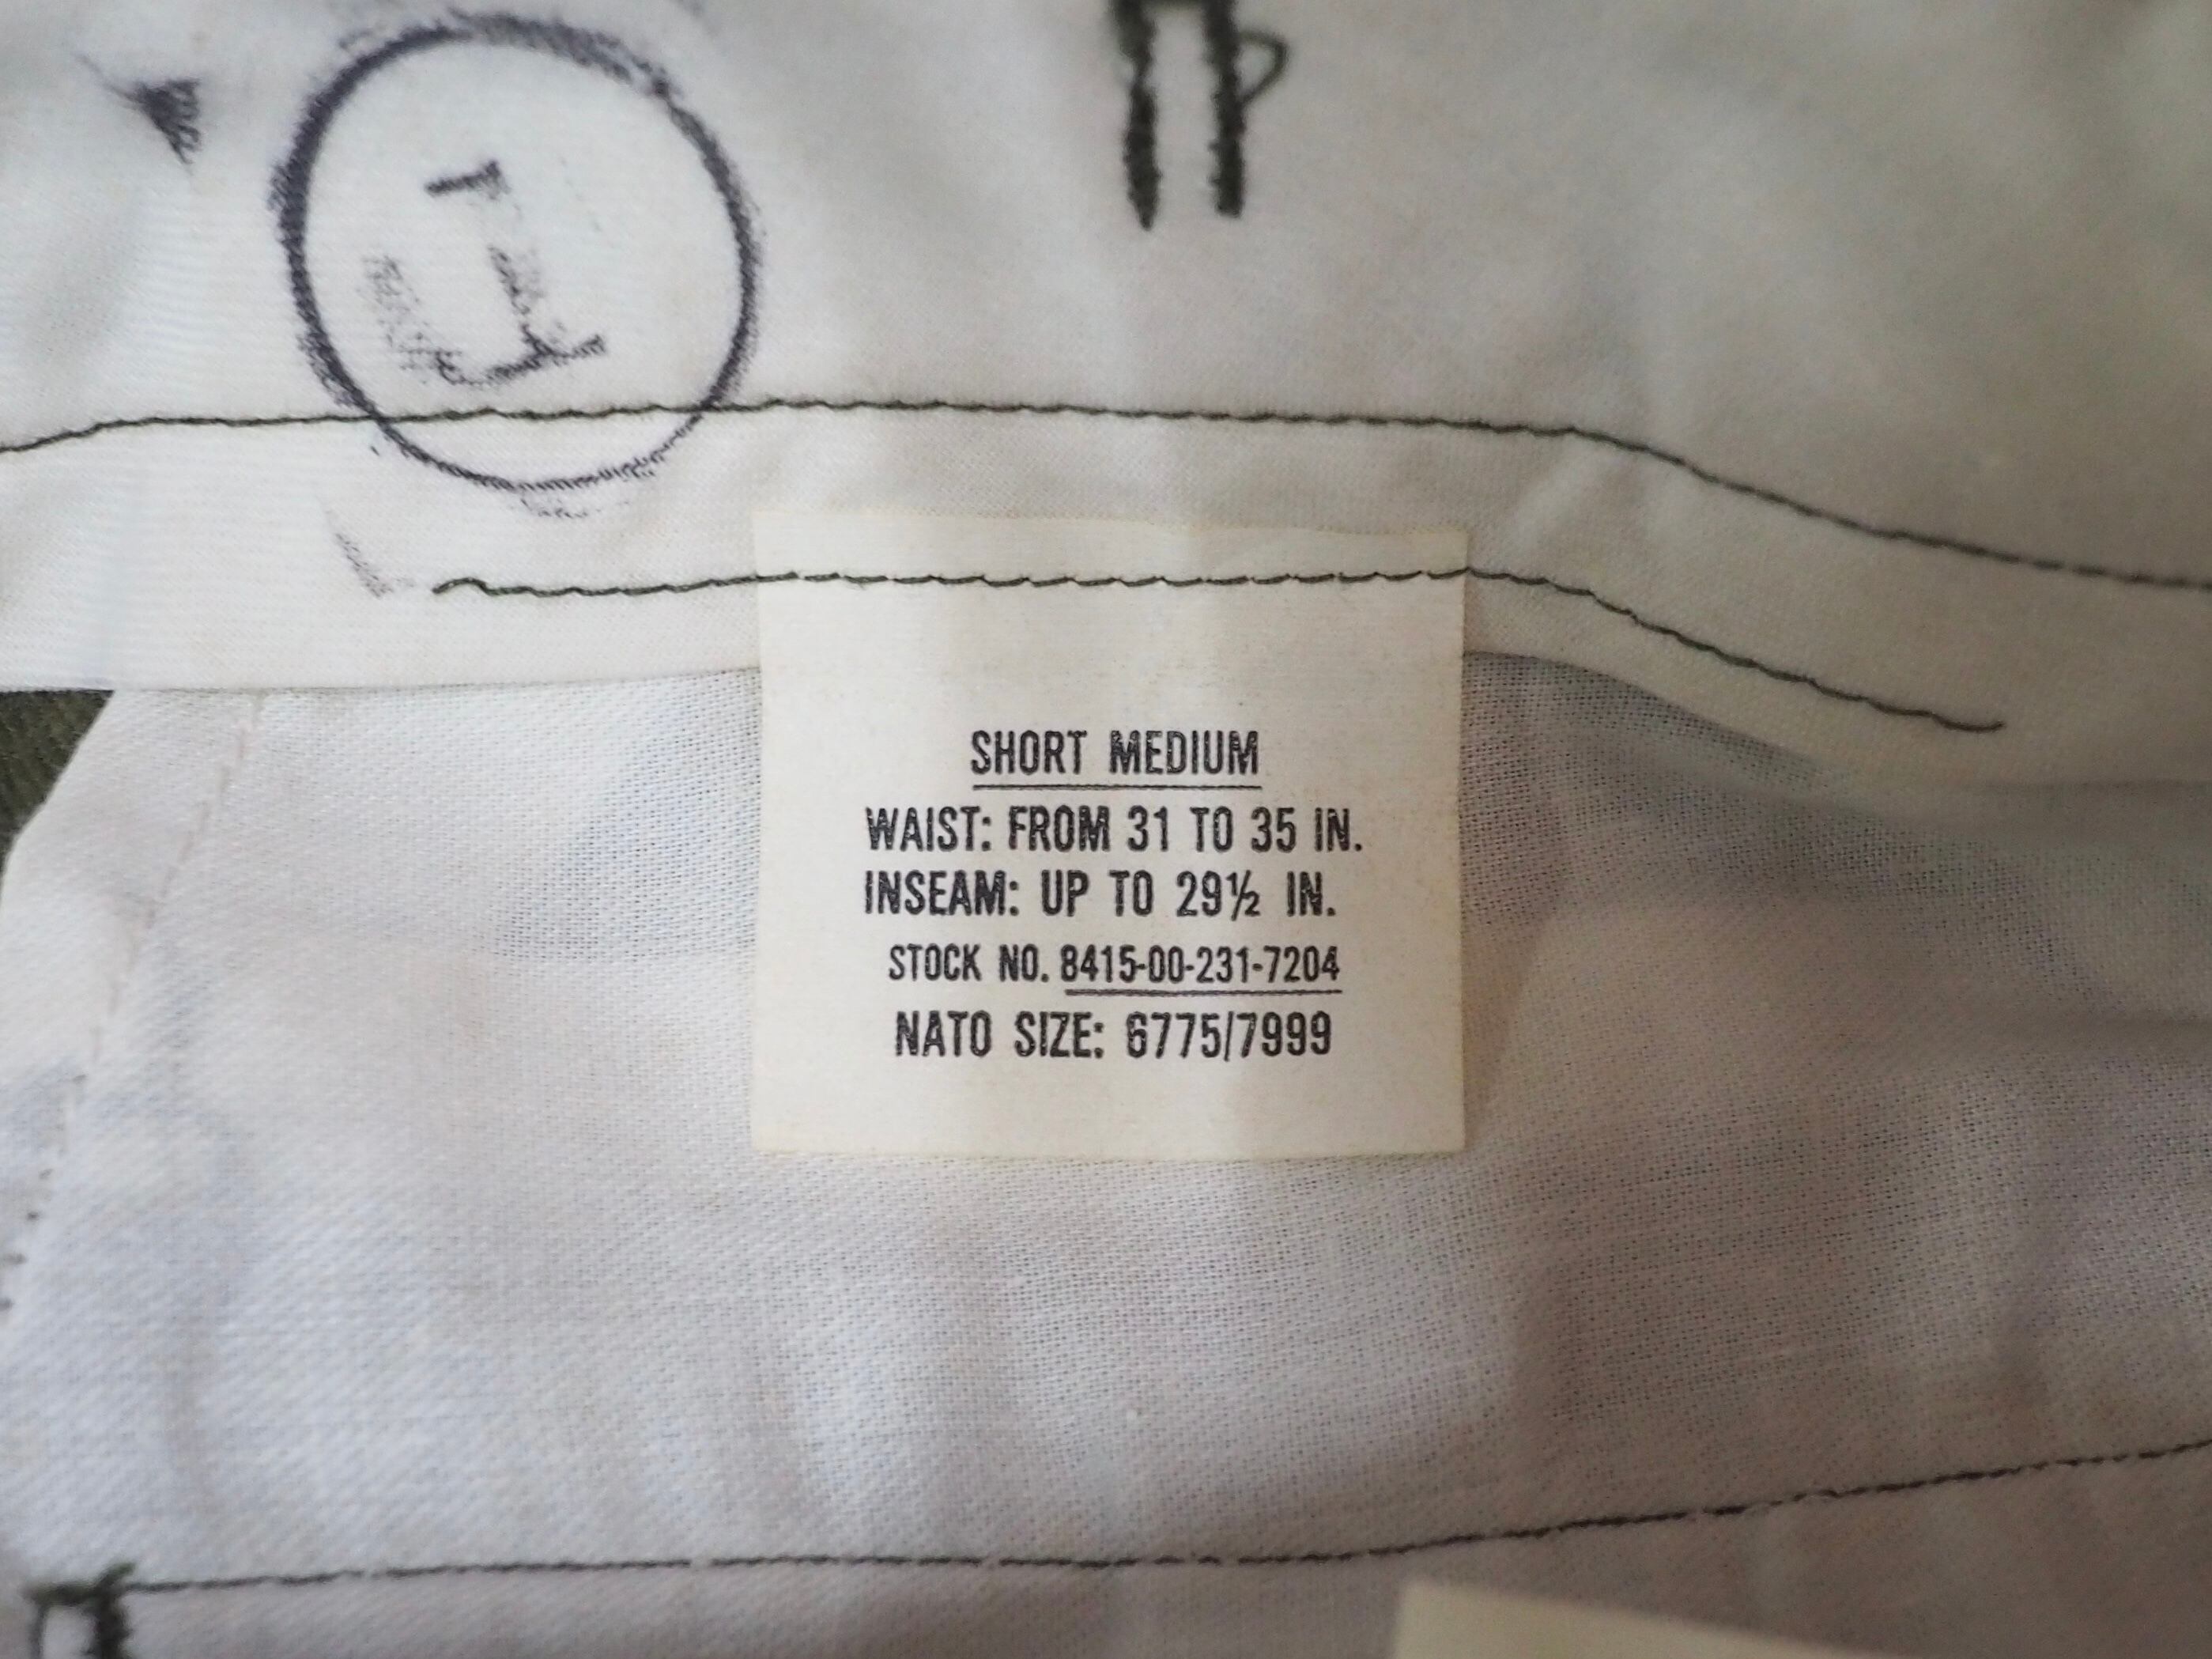 SHORT MEDIUM
WAIST: FROM 31 TO 35 IN.
INSEAM: UP TO 29½ IN.
STOCK NO. 8415-00-231-7204
NATO SIZE: 6775/7999